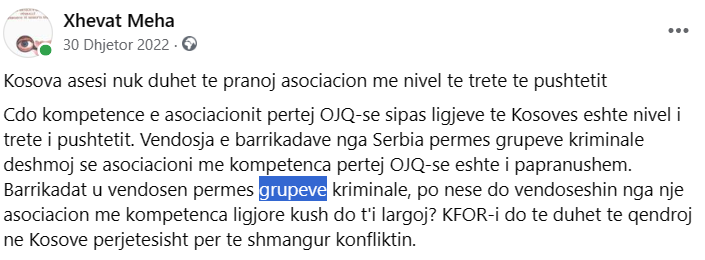 Xhevat Meha
30 Dhjetor 2022 ·
Kosova asesi nuk duhet te pranoj asociacion me nivel te trete te pushtetit
Cdo kompetence e asociacionit pertej OJQ-se sipas ligjeve te Kosoves eshte nivel i
trete i pushtetit. Vendosja e barrikadave nga Serbia permes grupeve kriminale
deshmoj se asociacioni me kompetenca pertej OJQ-se eshte i papranushem.
Barrikadat u vendosen permes grupeve kriminale, po nese do vendoseshin nga nje
asociacion me kompetenca ligjore kush do t'i largoj? KFOR-i do te duhet te qendroj
ne Kosove perjetesisht per te shmangur konfliktin.